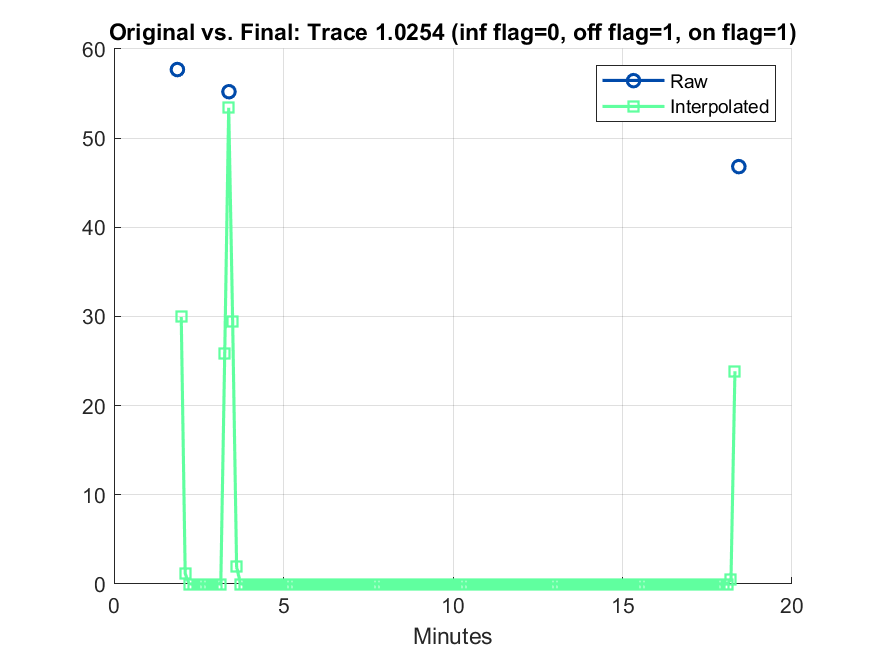 Original vs. Final: Trace 1.0254 (inf flag=0, off flag=1, on flag=1)
60
50
40
30
20
10
0
Raw
Interpolated
0 5 10 15 20
Minutes